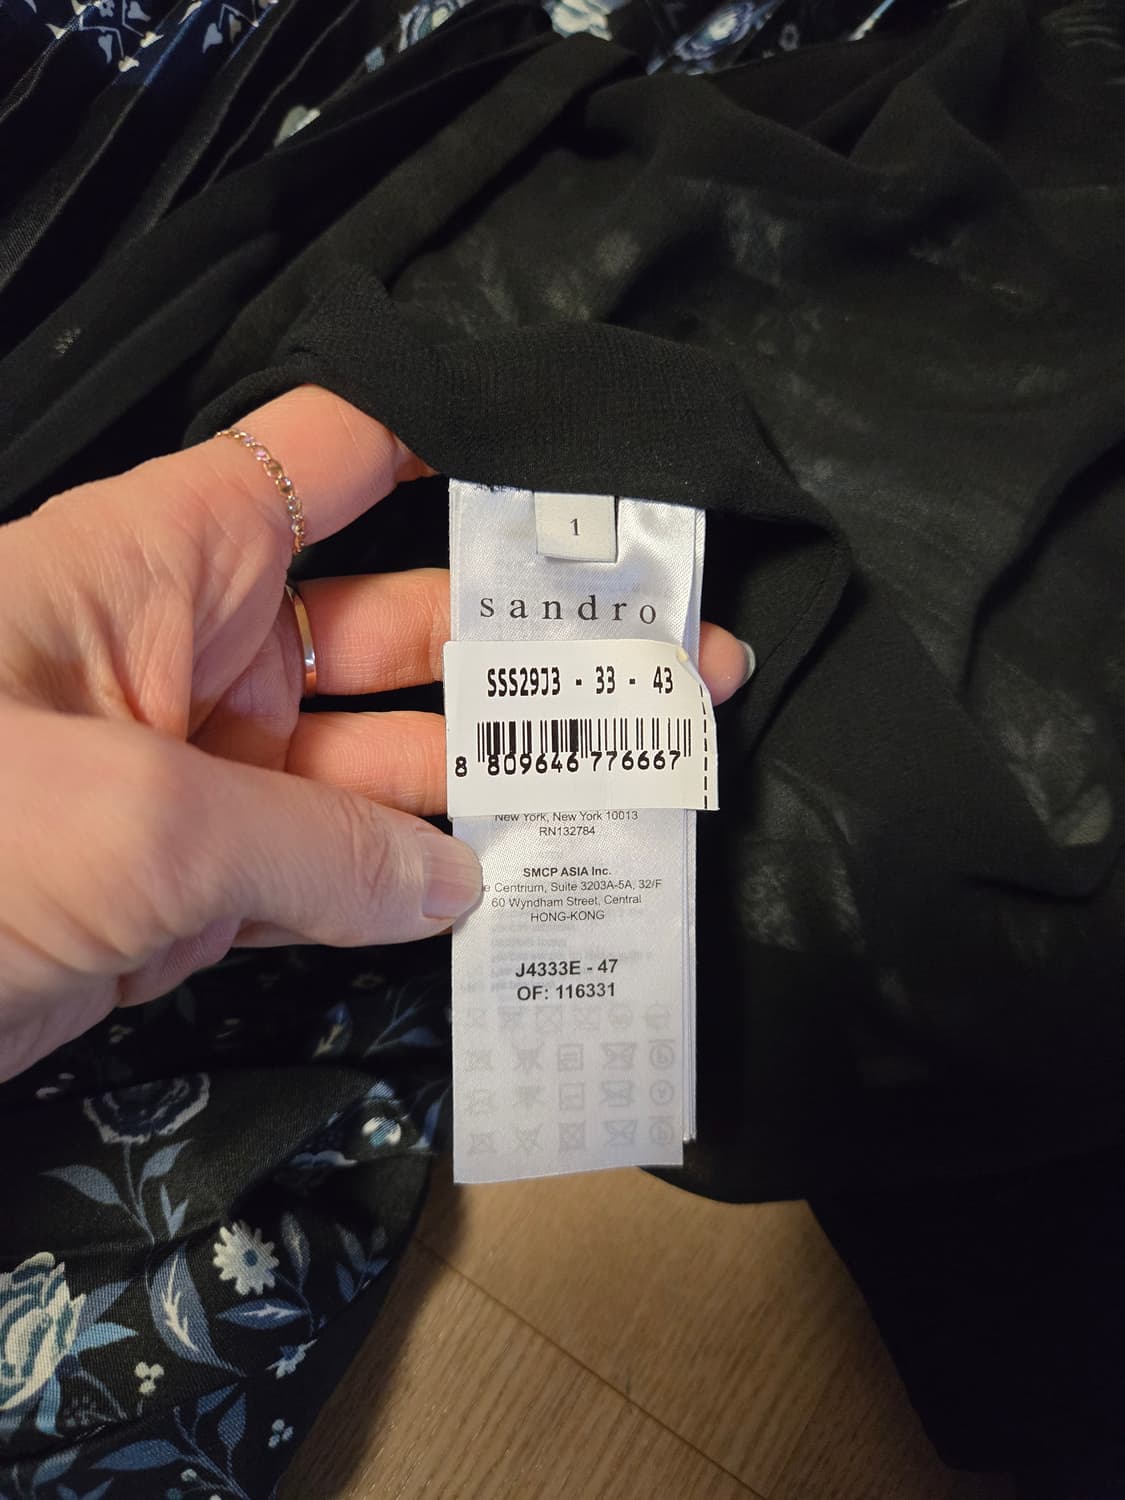 1
sandro
SSS29J3 - 33 - 43
8 809646 776667
New York, New York 10013
RN132784
SMCP ASIA Inc.
Centrium, Suite 3203A-5A, 32/F
60 Wyndham Street, Central
HONG-KONG
J4333E - 47
OF: 116331